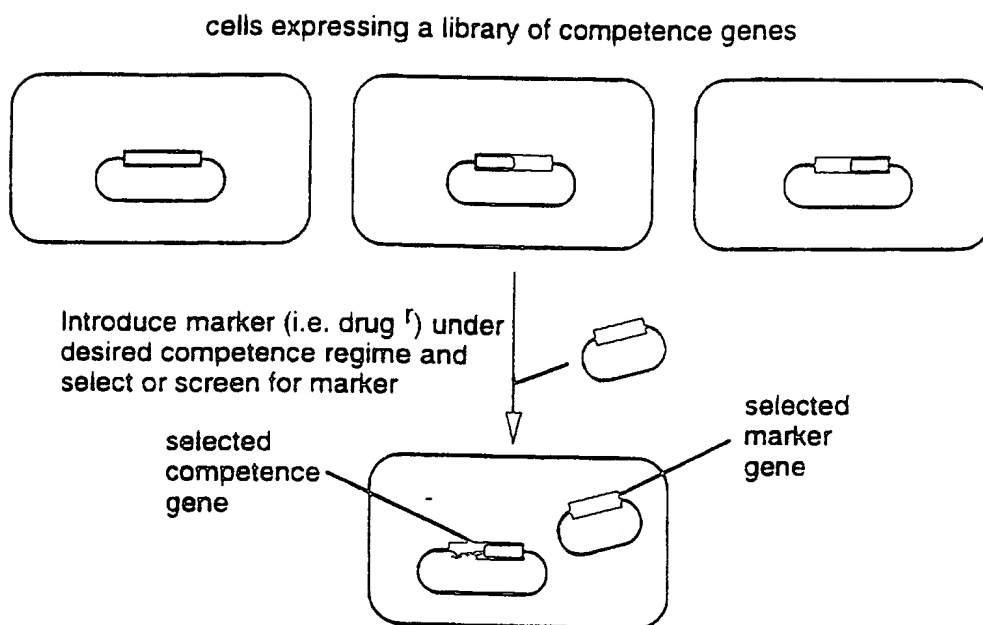 cells expressing a library of competence genes
Introduce marker (i.e. drug r) under
desired competence regime and
select or screen for marker
selected
competence
gene
selected
marker
gene